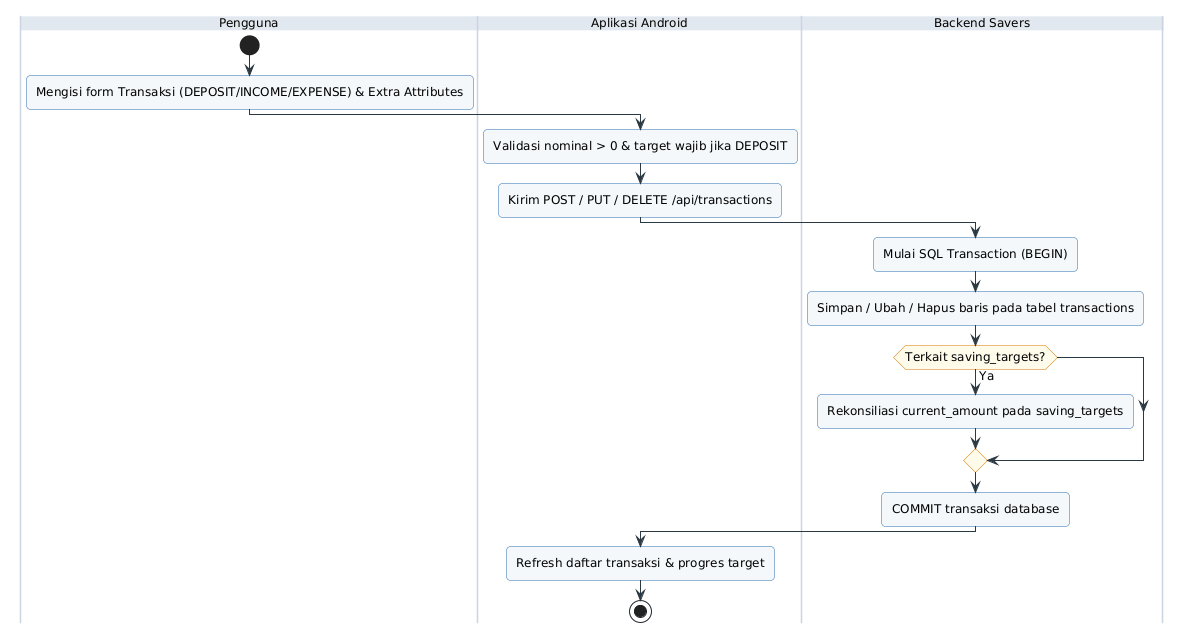 Pengguna
Aplikasi Android
Backend Savers
Mengisi form Transaksi (DEPOSIT/INCOME/EXPENSE) & Extra Attributes
Validasi nominal > 0 & target wajib jika DEPOSIT
Kirim POST / PUT / DELETE /api/transactions
Mulai SQL Transaction (BEGIN)
Simpan / Ubah / Hapus baris pada tabel transactions
Terkait saving_targets?
Ya
Rekonsiliasi current_amount pada saving_targets
COMMIT transaksi database
Refresh daftar transaksi & progres target